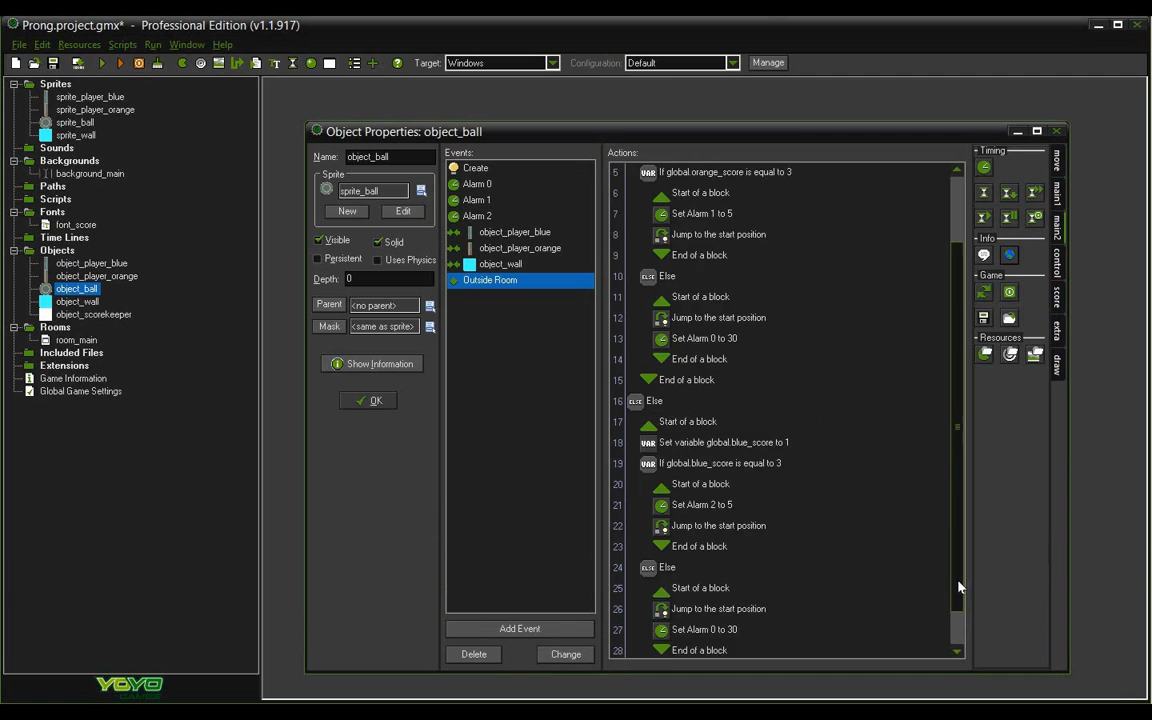 Prong.project.gmx* - Professional Edition (v1.1.917)
File Edit Resources Scripts Run Window Help
Target: Windows Configuration: Default Manage
Sprites
sprite_player_blue
sprite_player_orange
sprite_ball
sprite_wall
Sounds
Backgrounds
background_main
Paths
Scripts
Fonts
font_score
Time Lines
Objects
object_player_blue
object_player_orange
object_ball
object_wall
object_scorekeeper
Rooms
room_main
Included Files
Extensions
Game Information
Global Game Settings
YOYO
GAMES
Object Properties: object_ball
Name: object_ball
Sprite
sprite_ball
New Edit
Visible Solid
Persistent Uses Physics
Depth: 0
Parent <no parent>
Mask <same as sprite>
Show Information
OK
Events:
Create
Alarm 0
Alarm 1
Alarm 2
object_player_blue
object_player_orange
object_wall
Outside Room
Add Event
Delete Change
Actions:
5 VAR If global.orange_score is equal to 3
6 Start of a block
7 Set Alarm 1 to 5
8 Jump to the start position
9 End of a block
10 ELSE Else
11 Start of a block
12 Jump to the start position
13 Set Alarm 0 to 30
14 End of a block
15 End of a block
16 ELSE Else
17 Start of a block
18 VAR Set variable global.blue_score to 1
19 VAR If global.blue_score is equal to 3
20 Start of a block
21 Set Alarm 2 to 5
22 Jump to the start position
23 End of a block
24 ELSE Else
25 Start of a block
26 Jump to the start position
27 Set Alarm 0 to 30
28 End of a block
Timing
Info
Game
Resources
move
main1
main2
control
score
extra
draw